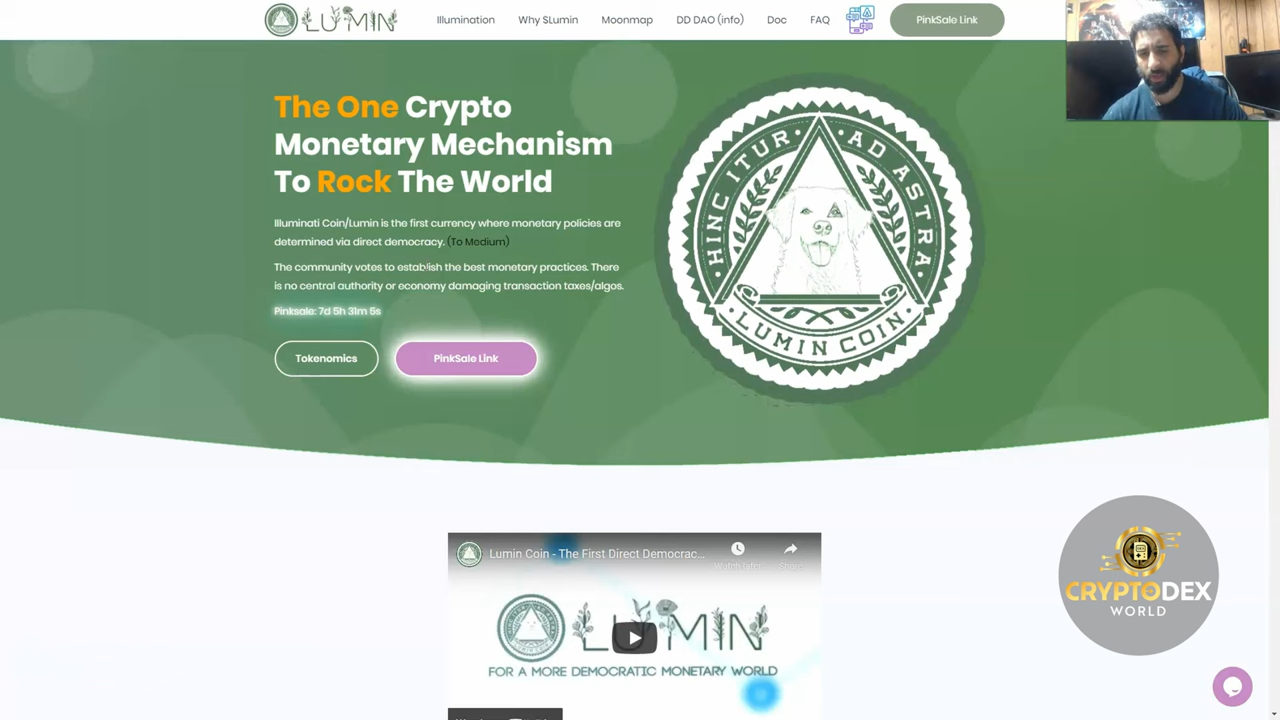 LUMIN
Illumination
Why SLumin
Moonmap
DD DAO (info)
Doc
FAQ
PinkSale Link
The One Crypto
Monetary Mechanism
To Rock The World
Illuminati Coin/Lumin is the first currency where monetary policies are
determined via direct democracy. (To Medium)
The community votes to establish the best monetary practices. There
is no central authority or economy damaging transaction taxes/algos.
Pinksale: 7d 5h 31m 5s
Tokenomics
PinkSale Link
HINC ITUR · AD ASTRA
LUMIN COIN
Lumin Coin - The First Direct Democrac...
Watch later
Share
LUMIN
FOR A MORE DEMOCRATIC MONETARY WORLD
CRYPTODEX
WORLD